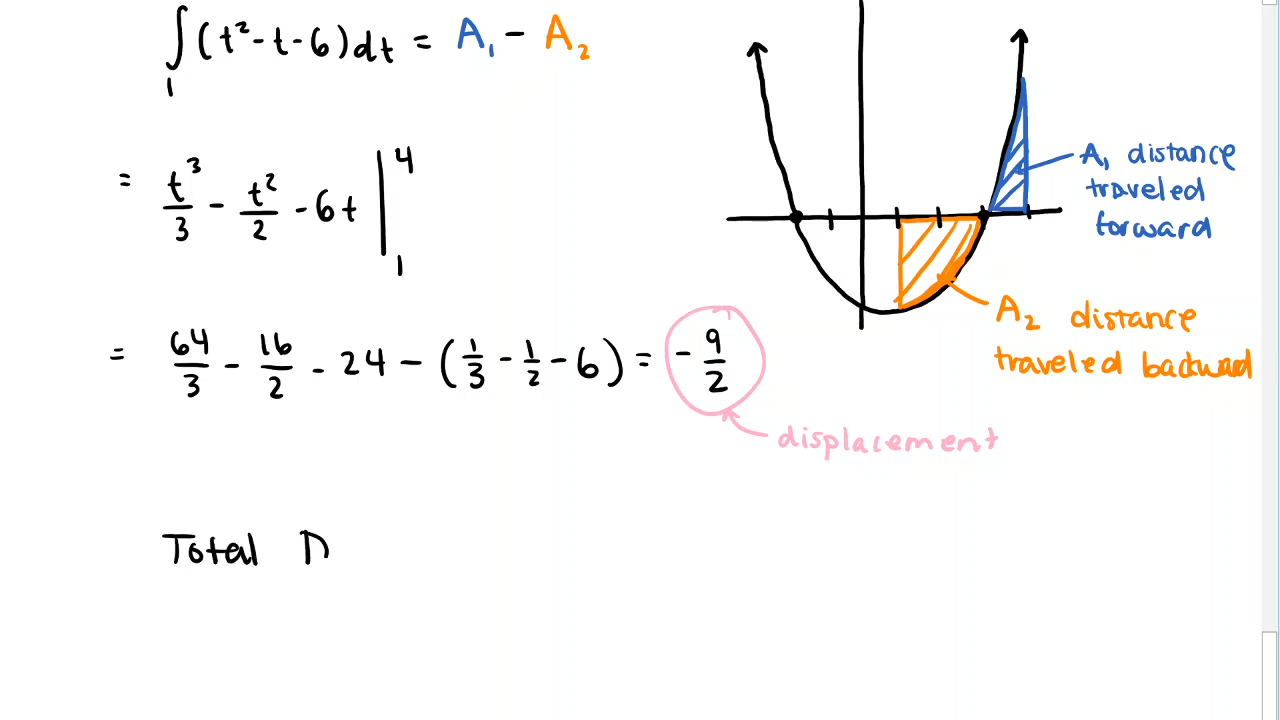 ∫₁ (t² - t - 6) dt = A₁ - A₂
= t³/3 - t²/2 - 6t |₁⁴
= 64/3 - 16/2 - 24 - (1/3 - 1/2 - 6) = - 9/2
displacement
A₁ distance
traveled
forward
A₂ distance
traveled backward
Total D